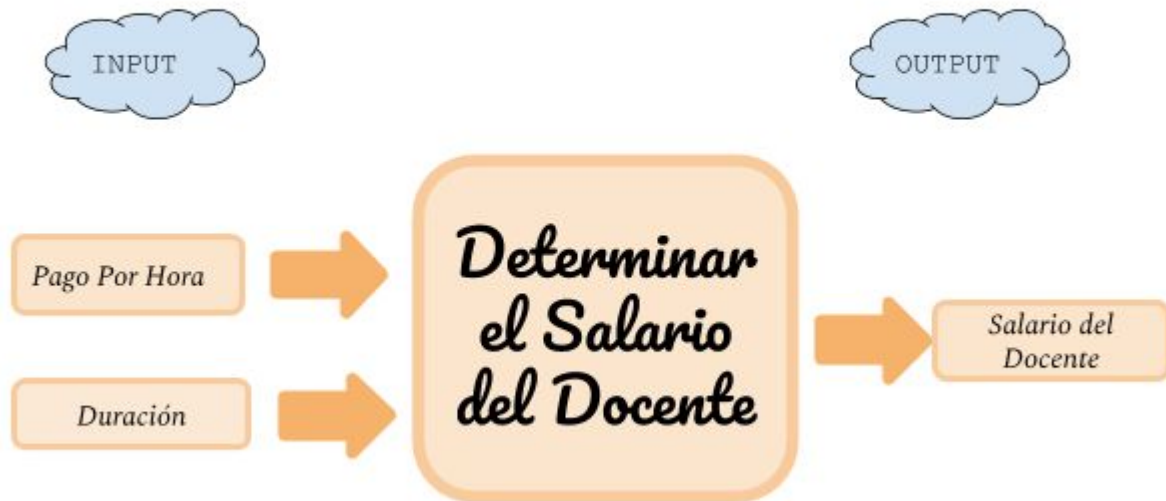 INPUT
OUTPUT
Pago Por Hora
Duración
Determinar
el Salario
del Docente
Salario del
Docente